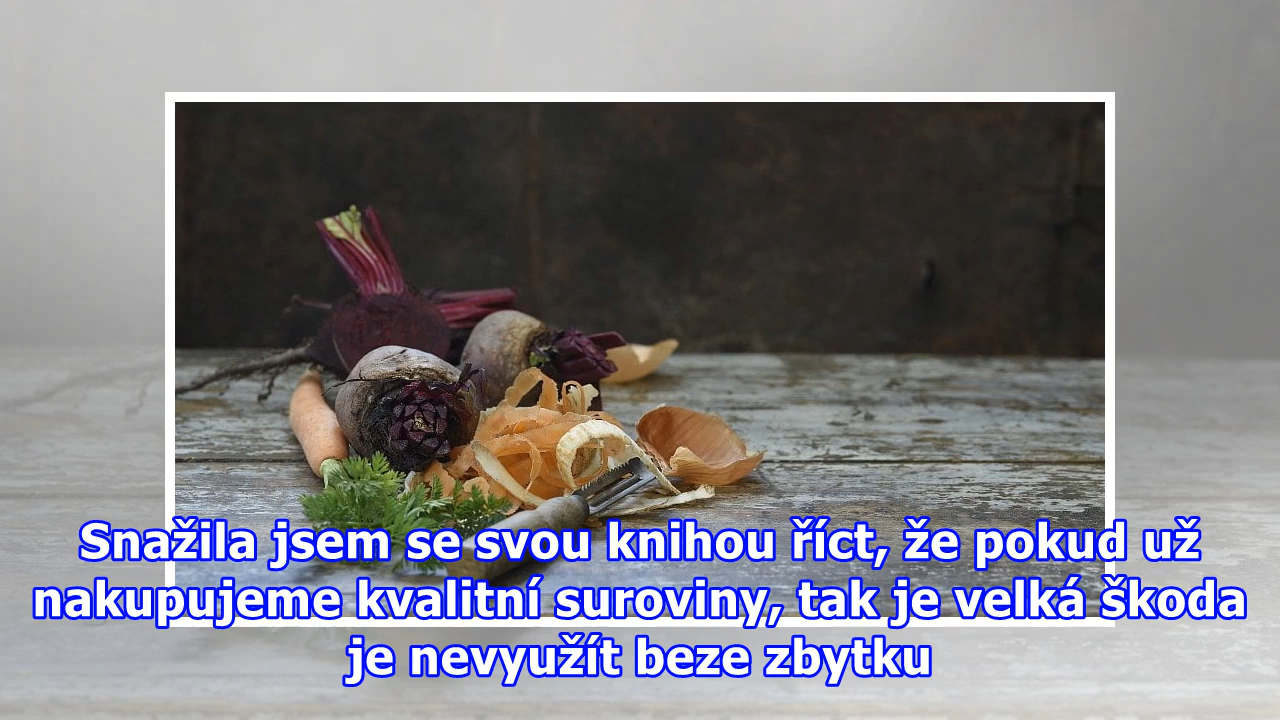 Snažila jsem se svou knihou říct, že pokud už
nakupujeme kvalitní suroviny, tak je velká škoda
je nevyužít beze zbytku